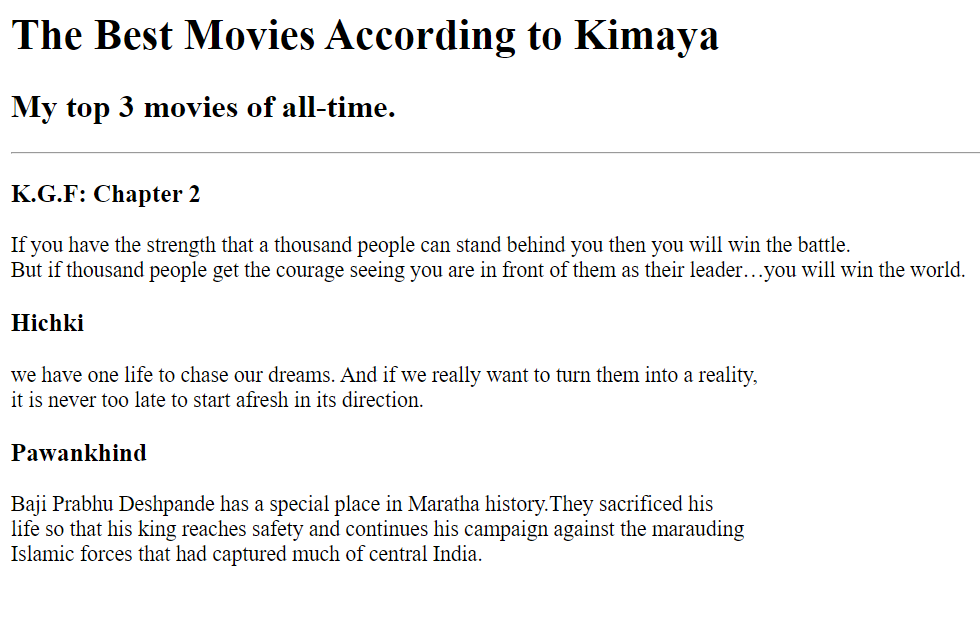 The Best Movies According to Kimaya
My top 3 movies of all-time.
K.G.F: Chapter 2
If you have the strength that a thousand people can stand behind you then you will win the battle.
But if thousand people get the courage seeing you are in front of them as their leader…you will win the world.
Hichki
we have one life to chase our dreams. And if we really want to turn them into a reality,
it is never too late to start afresh in its direction.
Pawankhind
Baji Prabhu Deshpande has a special place in Maratha history.They sacrificed his
life so that his king reaches safety and continues his campaign against the marauding
Islamic forces that had captured much of central India.